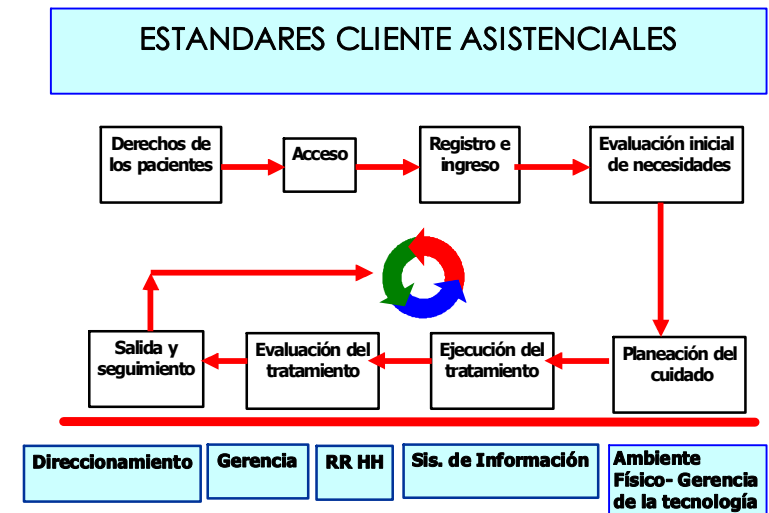 ESTANDARES CLIENTE ASISTENCIALES
Derechos de
los pacientes
Acceso
Registro e
ingreso
Evaluación inicial
de necesidades
Salida y
seguimiento
Evaluación del
tratamiento
Ejecución del
tratamiento
Planeación del
cuidado
Direccionamiento
Gerencia
RR HH
Sis. de Información
Ambiente
Físico- Gerencia
de la tecnología